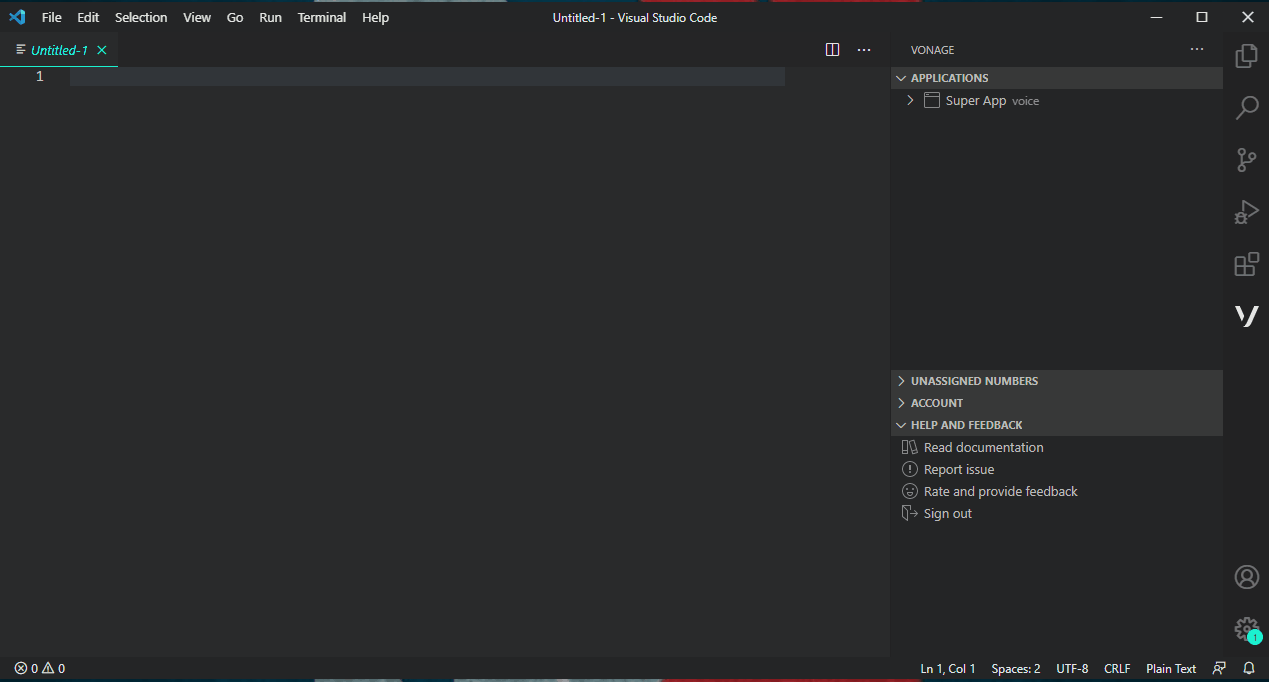 File Edit Selection View Go Run Terminal Help Untitled-1 - Visual Studio Code
Untitled-1
1
VONAGE
APPLICATIONS
Super App voice
UNASSIGNED NUMBERS
ACCOUNT
HELP AND FEEDBACK
Read documentation
Report issue
Rate and provide feedback
Sign out
1
0 0 Ln 1, Col 1 Spaces: 2 UTF-8 CRLF Plain Text